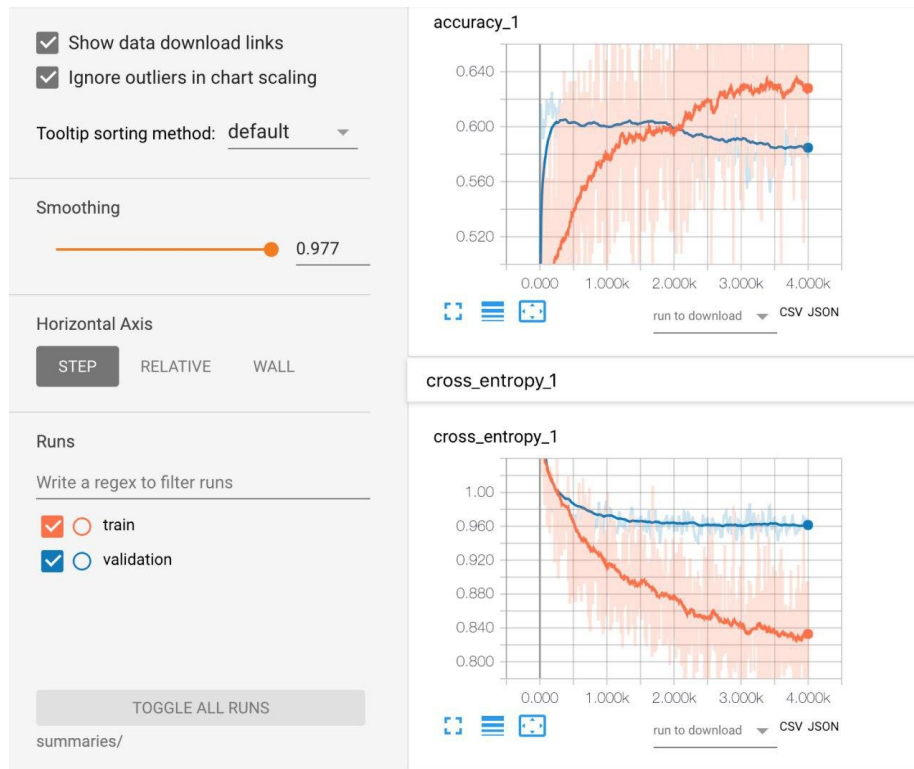 Show data download links
Ignore outliers in chart scaling
Tooltip sorting method: default
Smoothing
0.977
Horizontal Axis
STEP RELATIVE WALL
Runs
Write a regex to filter runs
train
validation
TOGGLE ALL RUNS
summaries/
accuracy_1
0.640
0.600
0.560
0.520
0.000 1.000k 2.000k 3.000k 4.000k
run to download CSV JSON
cross_entropy_1
cross_entropy_1
1.00
0.960
0.920
0.880
0.840
0.800
0.000 1.000k 2.000k 3.000k 4.000k
run to download CSV JSON